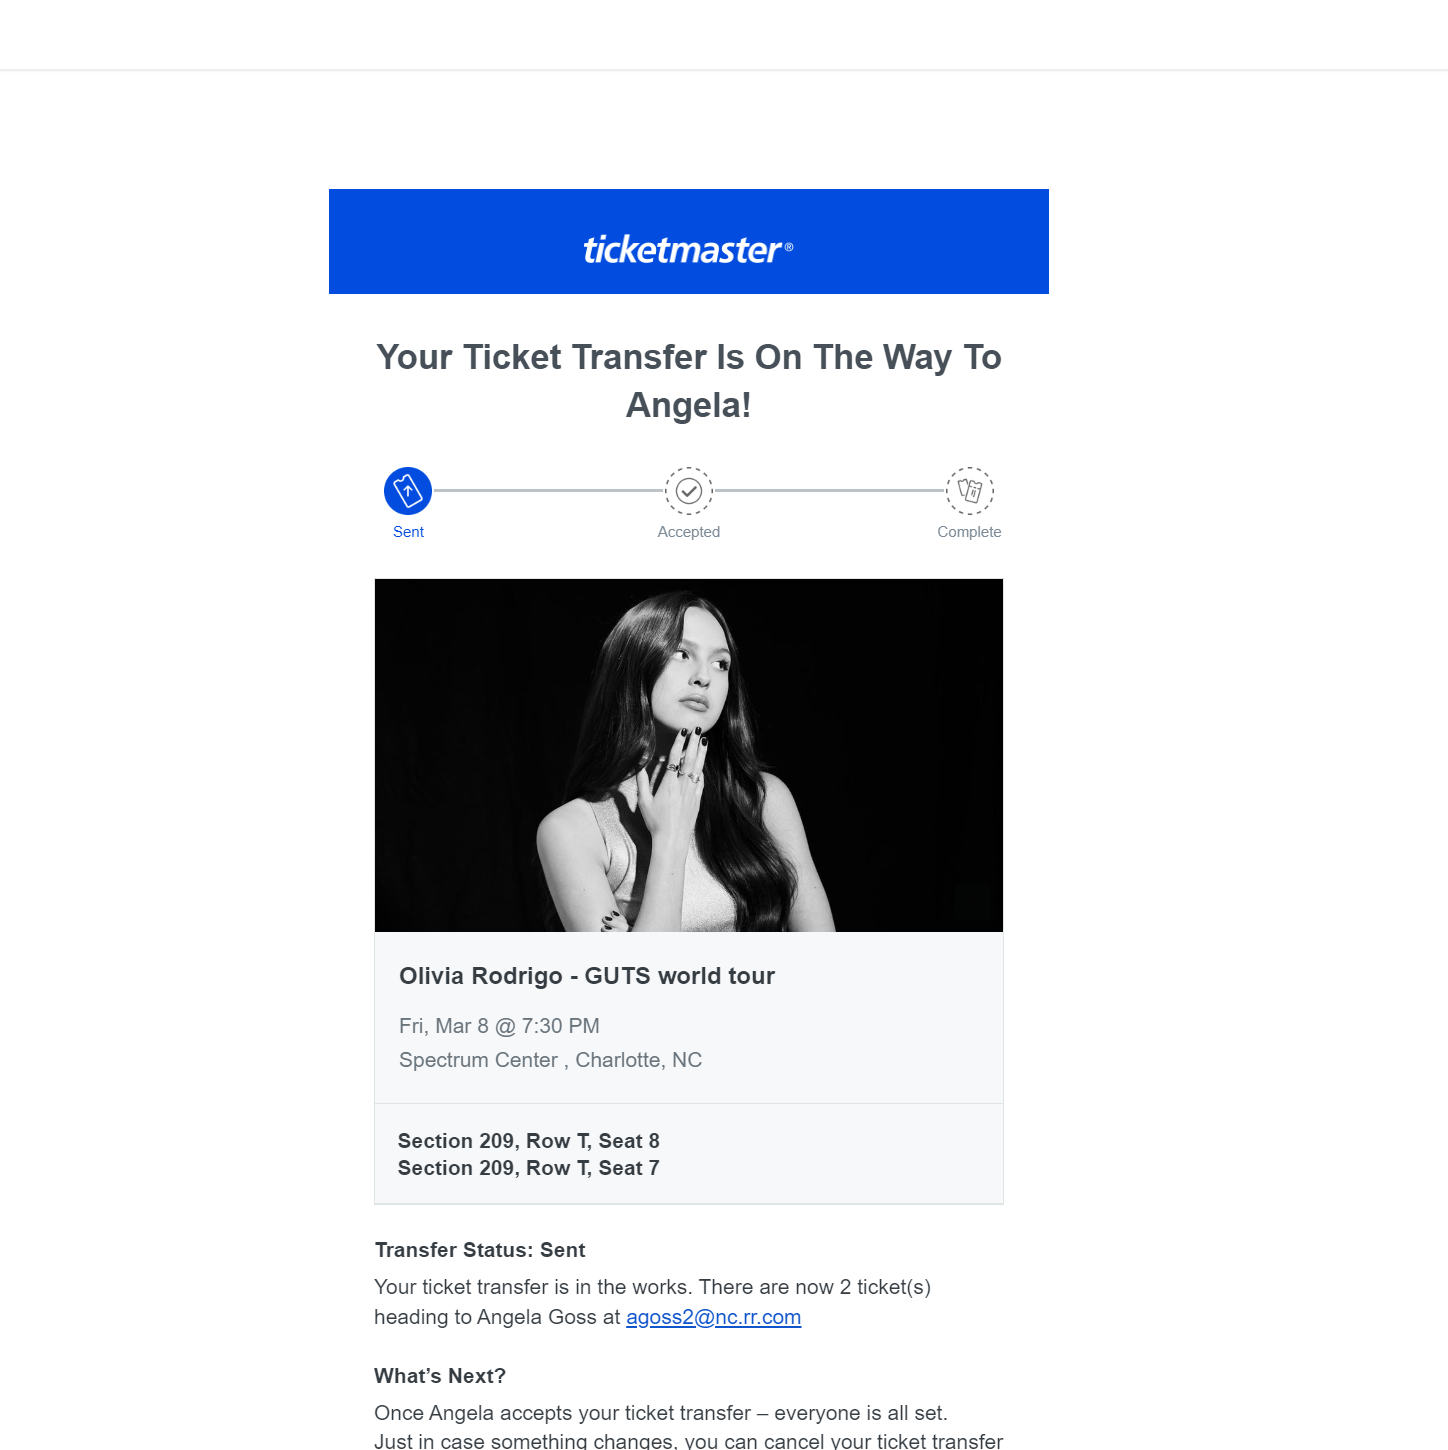 ticketmaster®
Your Ticket Transfer Is On The Way To
Angela!
Sent
Accepted
Complete
Olivia Rodrigo - GUTS world tour
Fri, Mar 8 @ 7:30 PM
Spectrum Center , Charlotte, NC
Section 209, Row T, Seat 8
Section 209, Row T, Seat 7
Transfer Status: Sent
Your ticket transfer is in the works. There are now 2 ticket(s)
heading to Angela Goss at agoss2@nc.rr.com
What’s Next?
Once Angela accepts your ticket transfer – everyone is all set.
Just in case something changes, you can cancel your ticket transfer